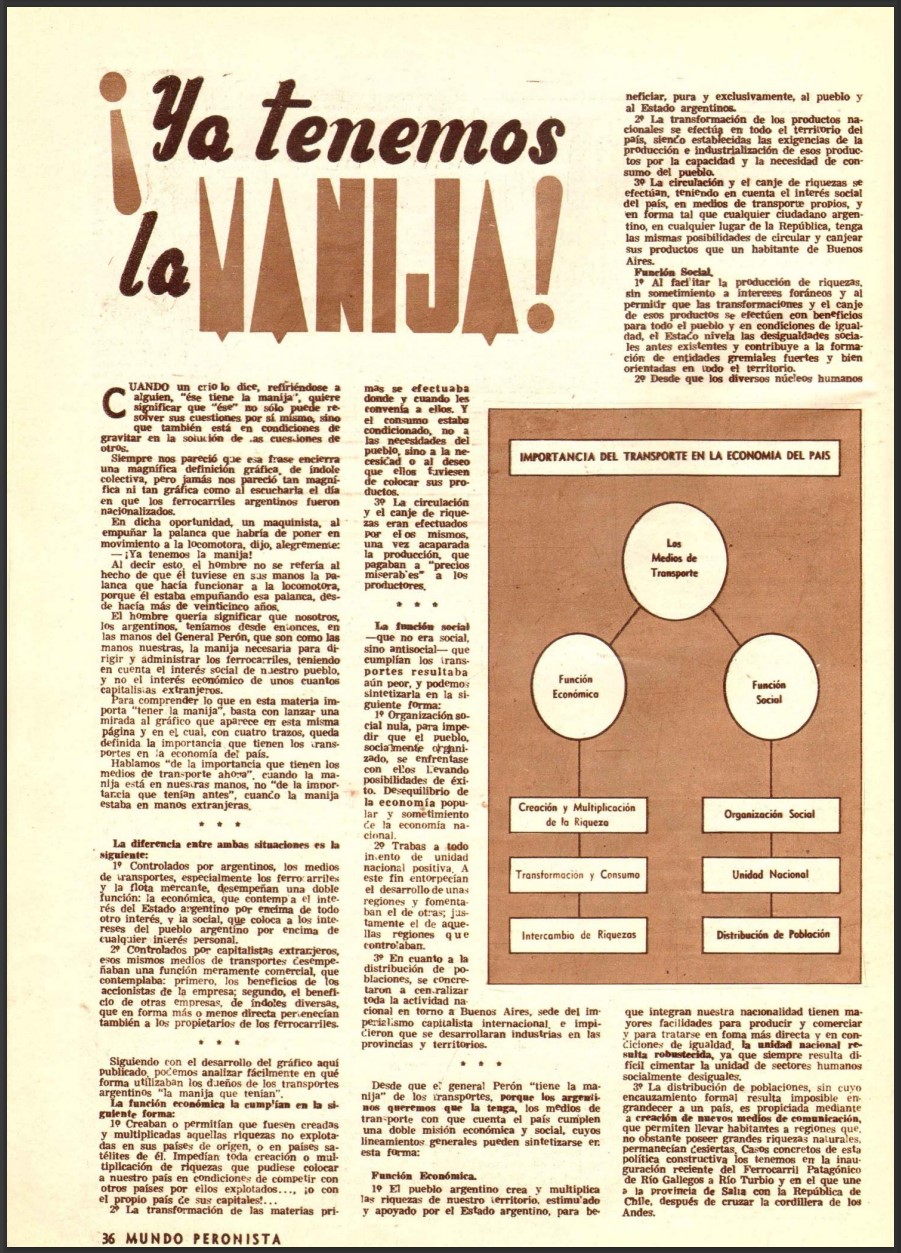 ¡Ya tenemos
la MANIJA!
CUANDO un criollo dice, refiriéndose a
alguien, "ése tiene la manija", quiere
significar que "ése" no sólo puede re-
solver sus cuestiones por sí mismo, sino
que también está en condiciones de
gravitar en la solución de las cuestiones de
otros.
Siempre nos pareció que esa frase encierra
una magnífica definición gráfica, de índole
colectiva, pero jamás nos pareció tan magní-
fica ni tan gráfica como al escucharla el día
en que los ferrocarriles argentinos fueron
nacionalizados.
En dicha oportunidad, un maquinista, al
empuñar la palanca que habría de poner en
movimiento a la locomotora, dijo, alegremente:
—¡Ya tenemos la manija!
Al decir esto, el hombre no se refería al
hecho de que él tuviese en sus manos la pa-
lanca que hacía funcionar a la locomotora,
porque él estaba empuñando esa palanca, des-
de hacía más de veinticinco años.
El hombre quería significar que nosotros,
los argentinos, teníamos desde entonces, en
las manos del General Perón, que son como las
manos nuestras, la manija necesaria para di-
rigir y administrar los ferrocarriles, teniendo
en cuenta el interés social de nuestro pueblo,
y no el interés económico de unos cuantos
capitalistas extranjeros.
Para comprender lo que en esta materia im-
porta "tener la manija", basta con lanzar una
mirada al gráfico que aparece en esta misma
página y en el cual, con cuatro trazos, queda
definida la importancia que tienen los trans-
portes en la economía del país.
Hablamos "de la importancia que tienen los
medios de transporte ahora", cuando la ma-
nija está en nuestras manos, no "de la impor-
tancia que tenían antes", cuando la manija
estaba en manos extranjeras.
* * *
La diferencia entre ambas situaciones es la
siguiente:
1º Controlados por argentinos, los medios
de transportes, especialmente los ferrocarriles
y la flota mercante, desempeñan una doble
función: la económica, que contempla el inte-
rés del Estado argentino por encima de todo
otro interés, y la social, que coloca a los inte-
reses del pueblo argentino por encima de
cualquier interés personal.
2º Controlados por capitalistas extranjeros,
esos mismos medios de transportes desempe-
ñaban una función meramente comercial, que
contemplaba: primero, los beneficios de los
accionistas de la empresa; segundo, el benefi-
cio de otras empresas, de índoles diversas,
que en forma más o menos directa pertenecían
también a los propietarios de los ferrocarriles.
* * *
Siguiendo con el desarrollo del gráfico aquí
publicado, podemos analizar fácilmente en qué
forma utilizaban los dueños de los transportes
argentinos "la manija que tenían".
La función económica la cumplían en la si-
guiente forma:
1º Creaban o permitían que fuesen creadas
y multiplicadas aquellas riquezas no explota-
das en sus países de origen, o en países sa-
télites de él. Impedían toda creación o mul-
tiplicación de riquezas que pudiese colocar
a nuestro país en condiciones de competir con
otros países por ellos explotados..., ¡o con
el propio país de sus capitales!...
2º La transformación de las materias pri-
mas se efectuaba
donde y cuando les
convenía a ellos. Y
el consumo estaba
condicionado, no a
las necesidades del
pueblo, sino a la ne-
cesidad o al deseo
que ellos tuviesen
de colocar sus pro-
ductos.
3º La circulación
y el canje de rique-
zas eran efectuados
por ellos mismos,
una vez acaparada
la producción, que
pagaban a "precios
miserables" a los
productores.
* * *
La función social
—que no era social,
sino antisocial— que
cumplían los trans-
portes resultaba
aún peor, y podemos
sintetizarla en la si-
guiente forma:
1º Organización so-
cial nula, para impe-
dir que el pueblo,
socialmente organi-
zado, se enfrentase
con ellos llevando
posibilidades de éxi-
to. Desequilibrio de
la economía popu-
lar y sometimiento
de la economía na-
cional.
2º Trabas a todo
intento de unidad
nacional positiva. A
este fin entorpecían
el desarrollo de unas
regiones y fomenta-
ban el de otras; jus-
tamente el de aque-
llas regiones que
controlaban.
3º En cuanto a la
distribución de po-
blaciones, se concre-
taron a centralizar
toda la actividad na-
cional en torno a Buenos Aires, sede del im-
perialismo capitalista internacional, e impi-
dieron que se desarrollaran industrias en las
provincias y territorios.
* * *
Desde que el general Perón "tiene la ma-
nija" de los transportes, porque los argenti-
nos queremos que la tenga, los medios de
transporte con que cuenta el país cumplen
una doble misión económica y social, cuyos
lineamientos generales pueden sintetizarse en
esta forma:
Función Económica.
1º El pueblo argentino crea y multiplica
las riquezas de nuestro territorio, estimulado
y apoyado por el Estado argentino, para be-
neficiar, pura y exclusivamente, al pueblo y
al Estado argentinos.
2º La transformación de los productos na-
cionales se efectúa en todo el territorio del
país, siendo establecidas las exigencias de la
producción e industrialización de esos produc-
tos por la capacidad y la necesidad de con-
sumo del pueblo.
3º La circulación y el canje de riquezas se
efectúan, teniendo en cuenta el interés social
del país, en medios de transporte propios, y
en forma tal que cualquier ciudadano argen-
tino, en cualquier lugar de la República, tenga
las mismas posibilidades de circular y canjear
sus productos que un habitante de Buenos
Aires.
Función Social.
1º Al facilitar la producción de riquezas,
sin sometimiento a intereses foráneos y al
permitir que las transformaciones y el canje
de esos productos se efectúen con beneficios
para todo el pueblo y en condiciones de igual-
dad, el Estado nivela las desigualdades socia-
les antes existentes y contribuye a la forma-
ción de entidades gremiales fuertes y bien
orientadas en todo el territorio.
2º Desde que los diversos núcleos humanos
IMPORTANCIA DEL TRANSPORTE EN LA ECONOMIA DEL PAIS
Los
Medios de
Transporte
Función
Económica
Función
Social
Creación y Multiplicación
de la Riqueza
Organización Social
Transformación y Consumo
Unidad Nacional
Intercambio de Riquezas
Distribución de Población
que integran nuestra nacionalidad tienen ma-
yores facilidades para producir y comerciar
y para tratarse en foma más directa y en con-
diciones de igualdad, la unidad nacional re-
sulta robustecida, ya que siempre resulta di-
fícil cimentar la unidad de sectores humanos
socialmente desiguales.
3º La distribución de poblaciones, sin cuyo
encauzamiento formal resulta imposible en-
grandecer a un país, es propiciada mediante
a creación de nuevos medios de comunicación,
que permiten llevar habitantes a regiones que,
no obstante poseer grandes riquezas naturales,
permanecían desiertas. Casos concretos de esta
política constructiva los tenemos en la inau-
guración reciente del Ferrocarril Patagónico
de Río Gallegos a Río Turbio y en el que une
a la provincia de Salta con la República de
Chile, después de cruzar la cordillera de los
Andes.
36 MUNDO PERONISTA